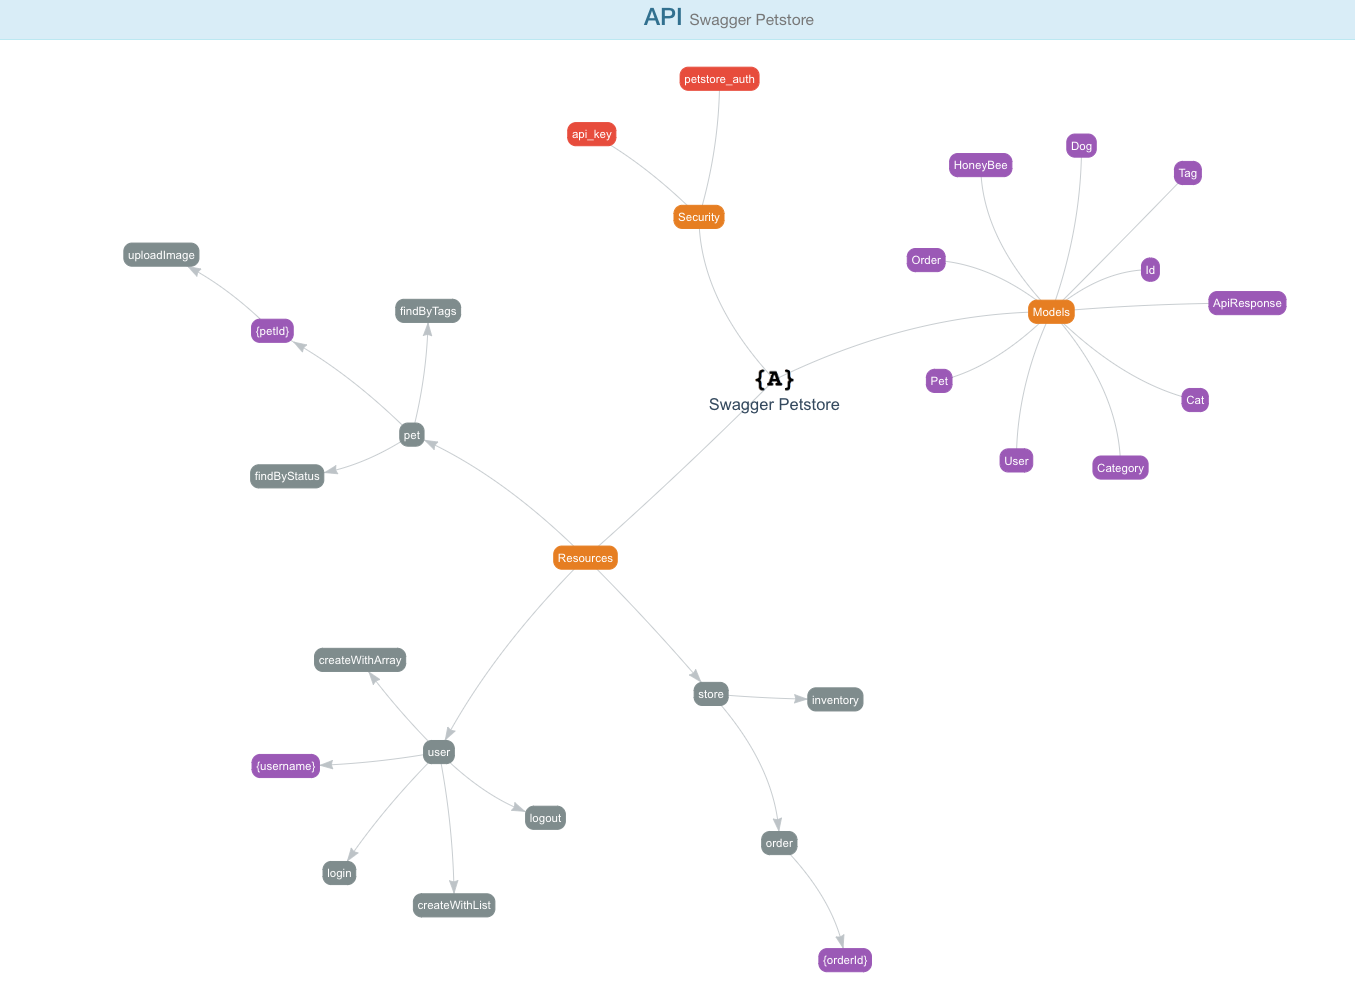 API Swagger Petstore
petstore_auth
api_key
Dog
HoneyBee
Tag
Security
uploadImage
Order
Id
ApiResponse
findByTags
Models
{petId}
{A}
Pet
Swagger Petstore
Cat
pet
User
Category
findByStatus
Resources
createWithArray
store
inventory
user
{username}
logout
order
login
createWithList
{orderId}